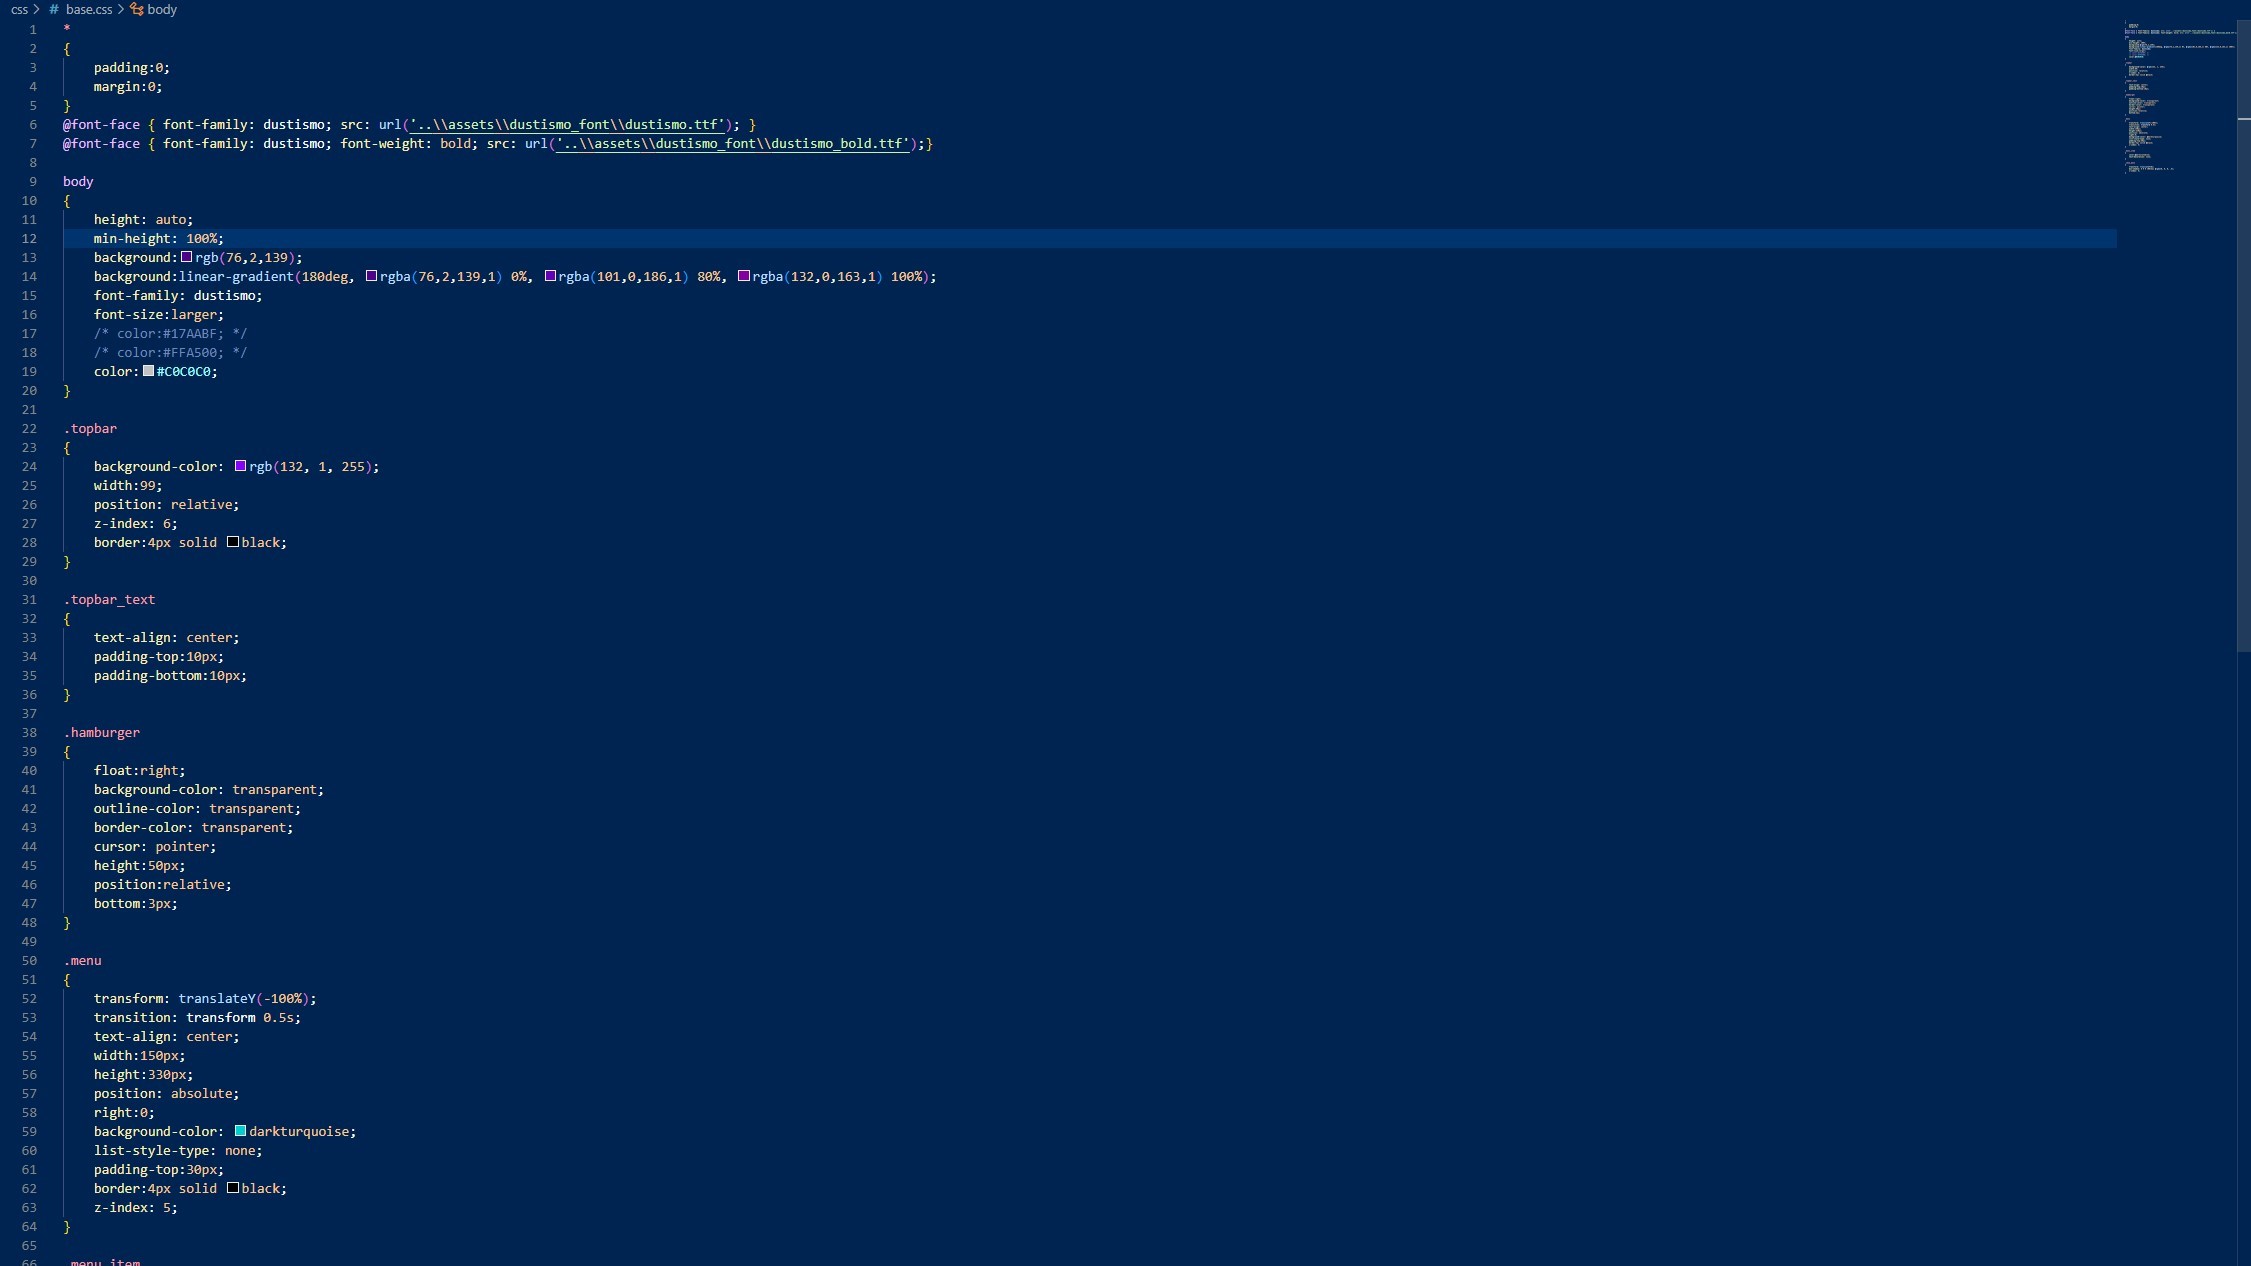 css > # base.css > body
1 *
2 {
3 padding:0;
4 margin:0;
5 }
6 @font-face { font-family: dustismo; src: url('..\\assets\\dustismo_font\\dustismo.ttf'); }
7 @font-face { font-family: dustismo; font-weight: bold; src: url('..\\assets\\dustismo_font\\dustismo_bold.ttf');}
8
9 body
10 {
11 height: auto;
12 min-height: 100%;
13 background: rgb(76,2,139);
14 background:linear-gradient(180deg, rgba(76,2,139,1) 0%, rgba(101,0,186,1) 80%, rgba(132,0,163,1) 100%);
15 font-family: dustismo;
16 font-size:larger;
17 /* color:#17AABF; */
18 /* color:#FFA500; */
19 color: #C0C0C0;
20 }
21
22 .topbar
23 {
24 background-color: rgb(132, 1, 255);
25 width:99;
26 position: relative;
27 z-index: 6;
28 border:4px solid black;
29 }
30
31 .topbar_text
32 {
33 text-align: center;
34 padding-top:10px;
35 padding-bottom:10px;
36 }
37
38 .hamburger
39 {
40 float:right;
41 background-color: transparent;
42 outline-color: transparent;
43 border-color: transparent;
44 cursor: pointer;
45 height:50px;
46 position:relative;
47 bottom:3px;
48 }
49
50 .menu
51 {
52 transform: translateY(-100%);
53 transition: transform 0.5s;
54 text-align: center;
55 width:150px;
56 height:330px;
57 position: absolute;
58 right:0;
59 background-color: darkturquoise;
60 list-style-type: none;
61 padding-top:30px;
62 border:4px solid black;
63 z-index: 5;
64 }
65
66 .menu_item